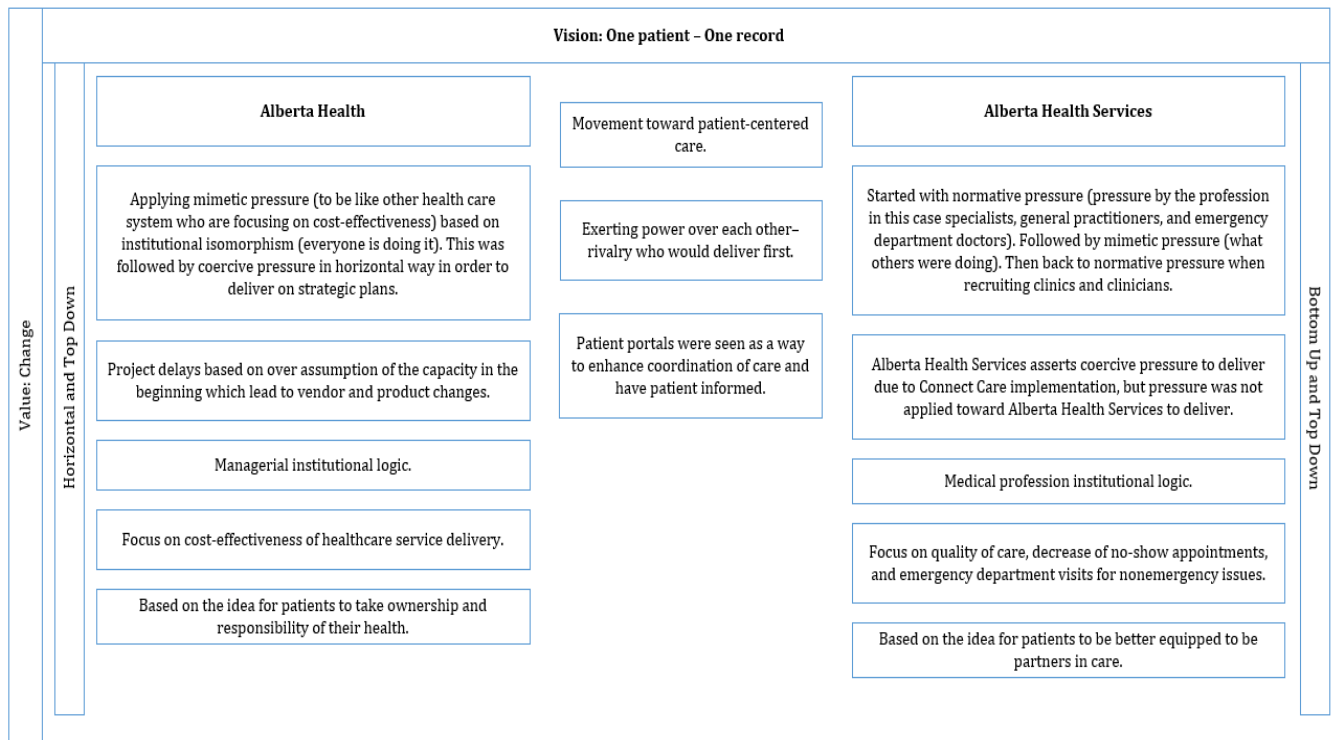 Vision: One patient – One record
Value: Change
Horizontal and Top Down
Alberta Health
Applying mimetic pressure (to be like other health care
system who are focusing on cost-effectiveness) based on
institutional isomorphism (everyone is doing it). This was
followed by coercive pressure in horizontal way in order to
deliver on strategic plans.
Project delays based on over assumption of the capacity in the
beginning which lead to vendor and product changes.
Managerial institutional logic.
Focus on cost-effectiveness of healthcare service delivery.
Based on the idea for patients to take ownership and
responsibility of their health.
Movement toward patient-centered
care.
Exerting power over each other–
rivalry who would deliver first.
Patient portals were seen as a way
to enhance coordination of care and
have patient informed.
Alberta Health Services
Started with normative pressure (pressure by the profession
in this case specialists, general practitioners, and emergency
department doctors). Followed by mimetic pressure (what
others were doing). Then back to normative pressure when
recruiting clinics and clinicians.
Alberta Health Services asserts coercive pressure to deliver
due to Connect Care implementation, but pressure was not
applied toward Alberta Health Services to deliver.
Medical profession institutional logic.
Focus on quality of care, decrease of no-show appointments,
and emergency department visits for nonemergency issues.
Based on the idea for patients to be better equipped to be
partners in care.
Bottom Up and Top Down